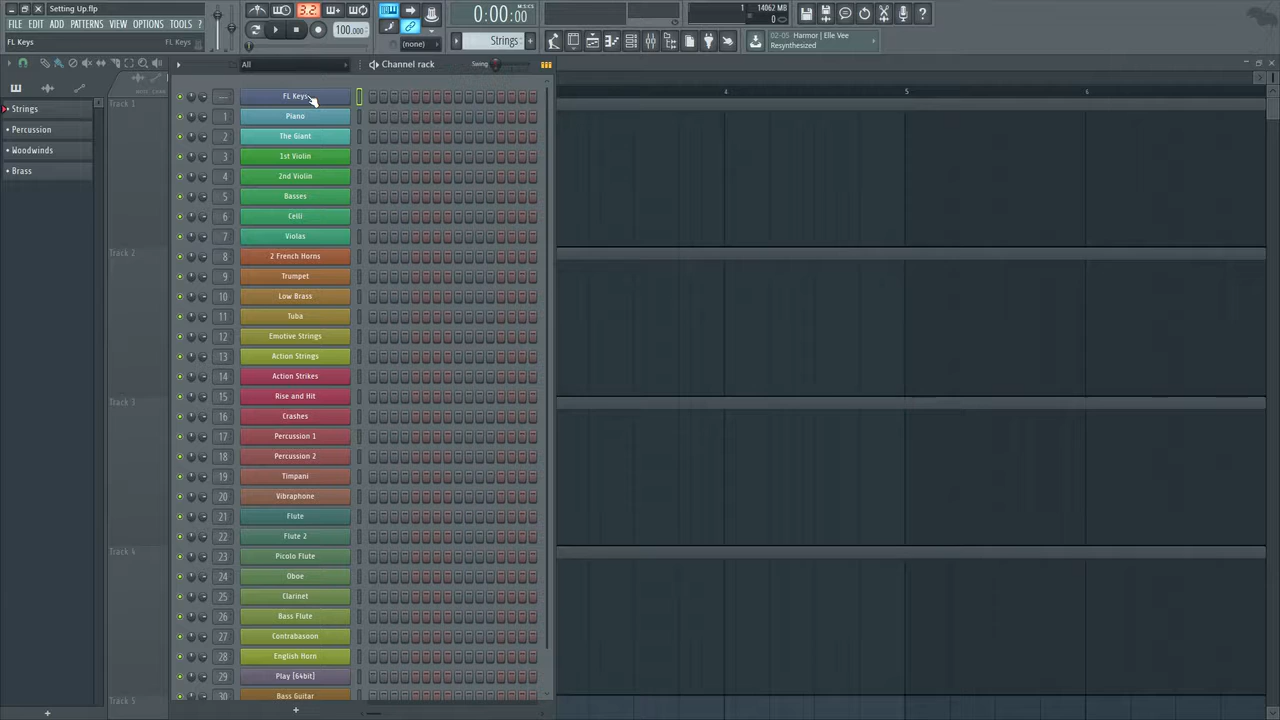 Setting Up.flp
FILE EDIT ADD PATTERNS VIEW OPTIONS TOOLS ?
FL Keys
FL Keys
3.2
100.000
(none)
0:00:00
M:S:CS
Strings
1
14062 MB
0
02-05 Harmor | Elle Vee
Resynthesized
All
Channel rack
Swing
Strings
Percussion
Woodwinds
Brass
Track 1
Track 2
Track 3
Track 4
Track 5
4
5
6
FL Keys
1 Piano
2 The Giant
3 1st Violin
4 2nd Violin
5 Basses
6 Celli
7 Violas
8 2 French Horns
9 Trumpet
10 Low Brass
11 Tuba
12 Emotive Strings
13 Action Strings
14 Action Strikes
15 Rise and Hit
16 Crashes
17 Percussion 1
18 Percussion 2
19 Timpani
20 Vibraphone
21 Flute
22 Flute 2
23 Picolo Flute
24 Oboe
25 Clarinet
26 Bass Flute
27 Contrabasoon
28 English Horn
29 Play [64bit]
30 Bass Guitar